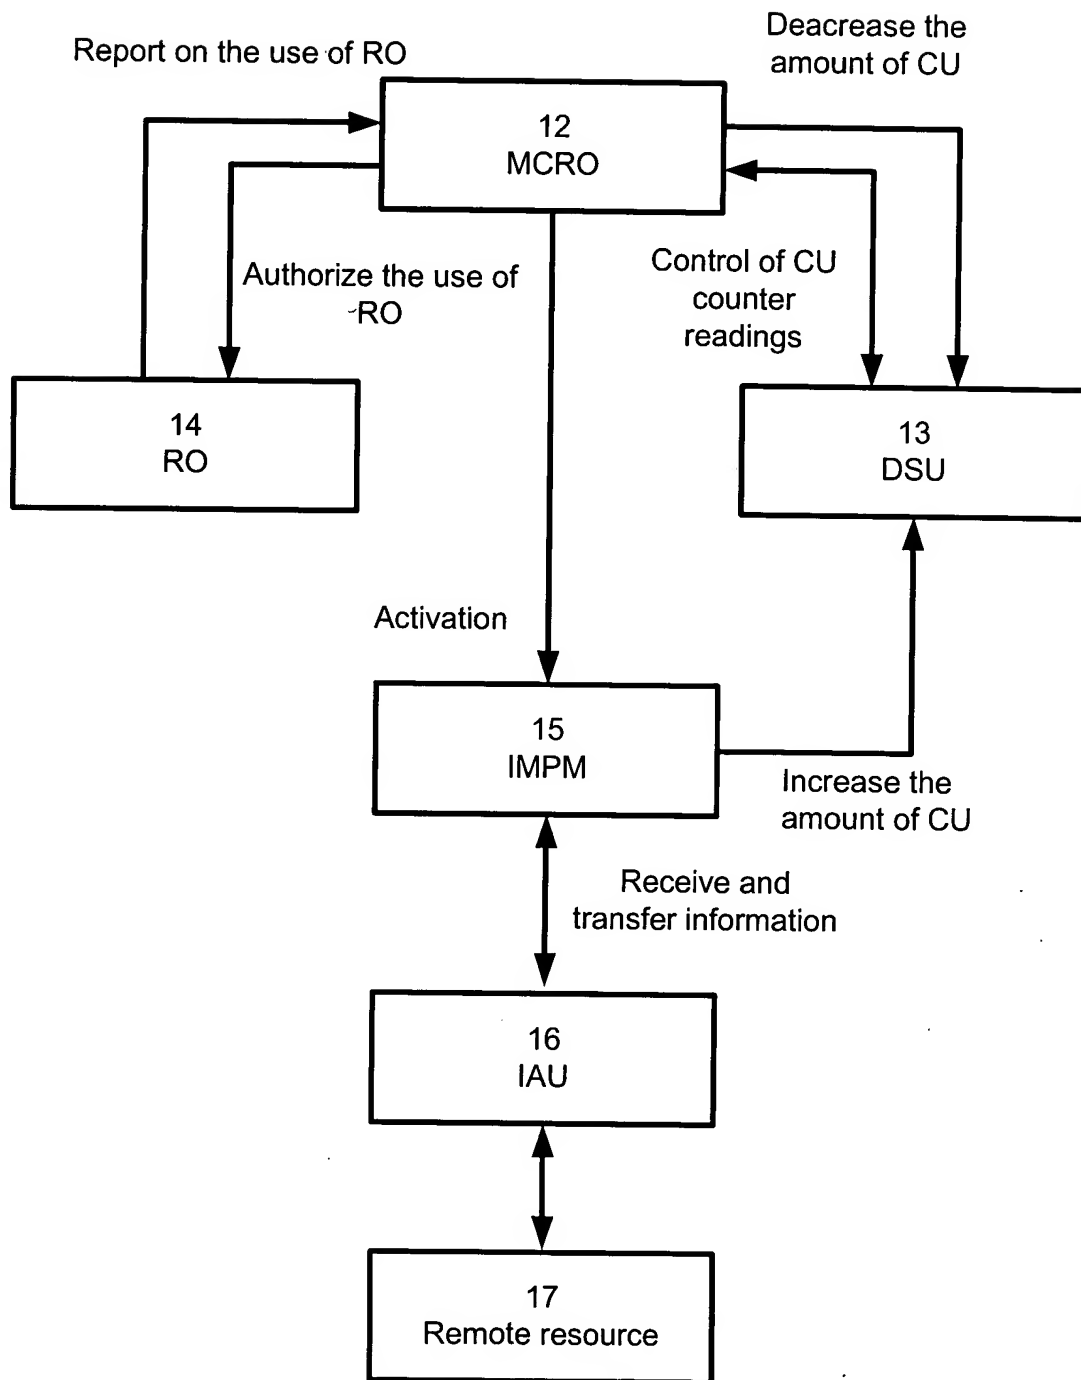 Report on the use of RO
Deacrease the
amount of CU
12
MCRO
Authorize the use of
RO
Control of CU
counter
readings
14
RO
13
DSU
Activation
15
IMPM
Increase the
amount of CU
Receive and
transfer information
16
IAU
17
Remote resource